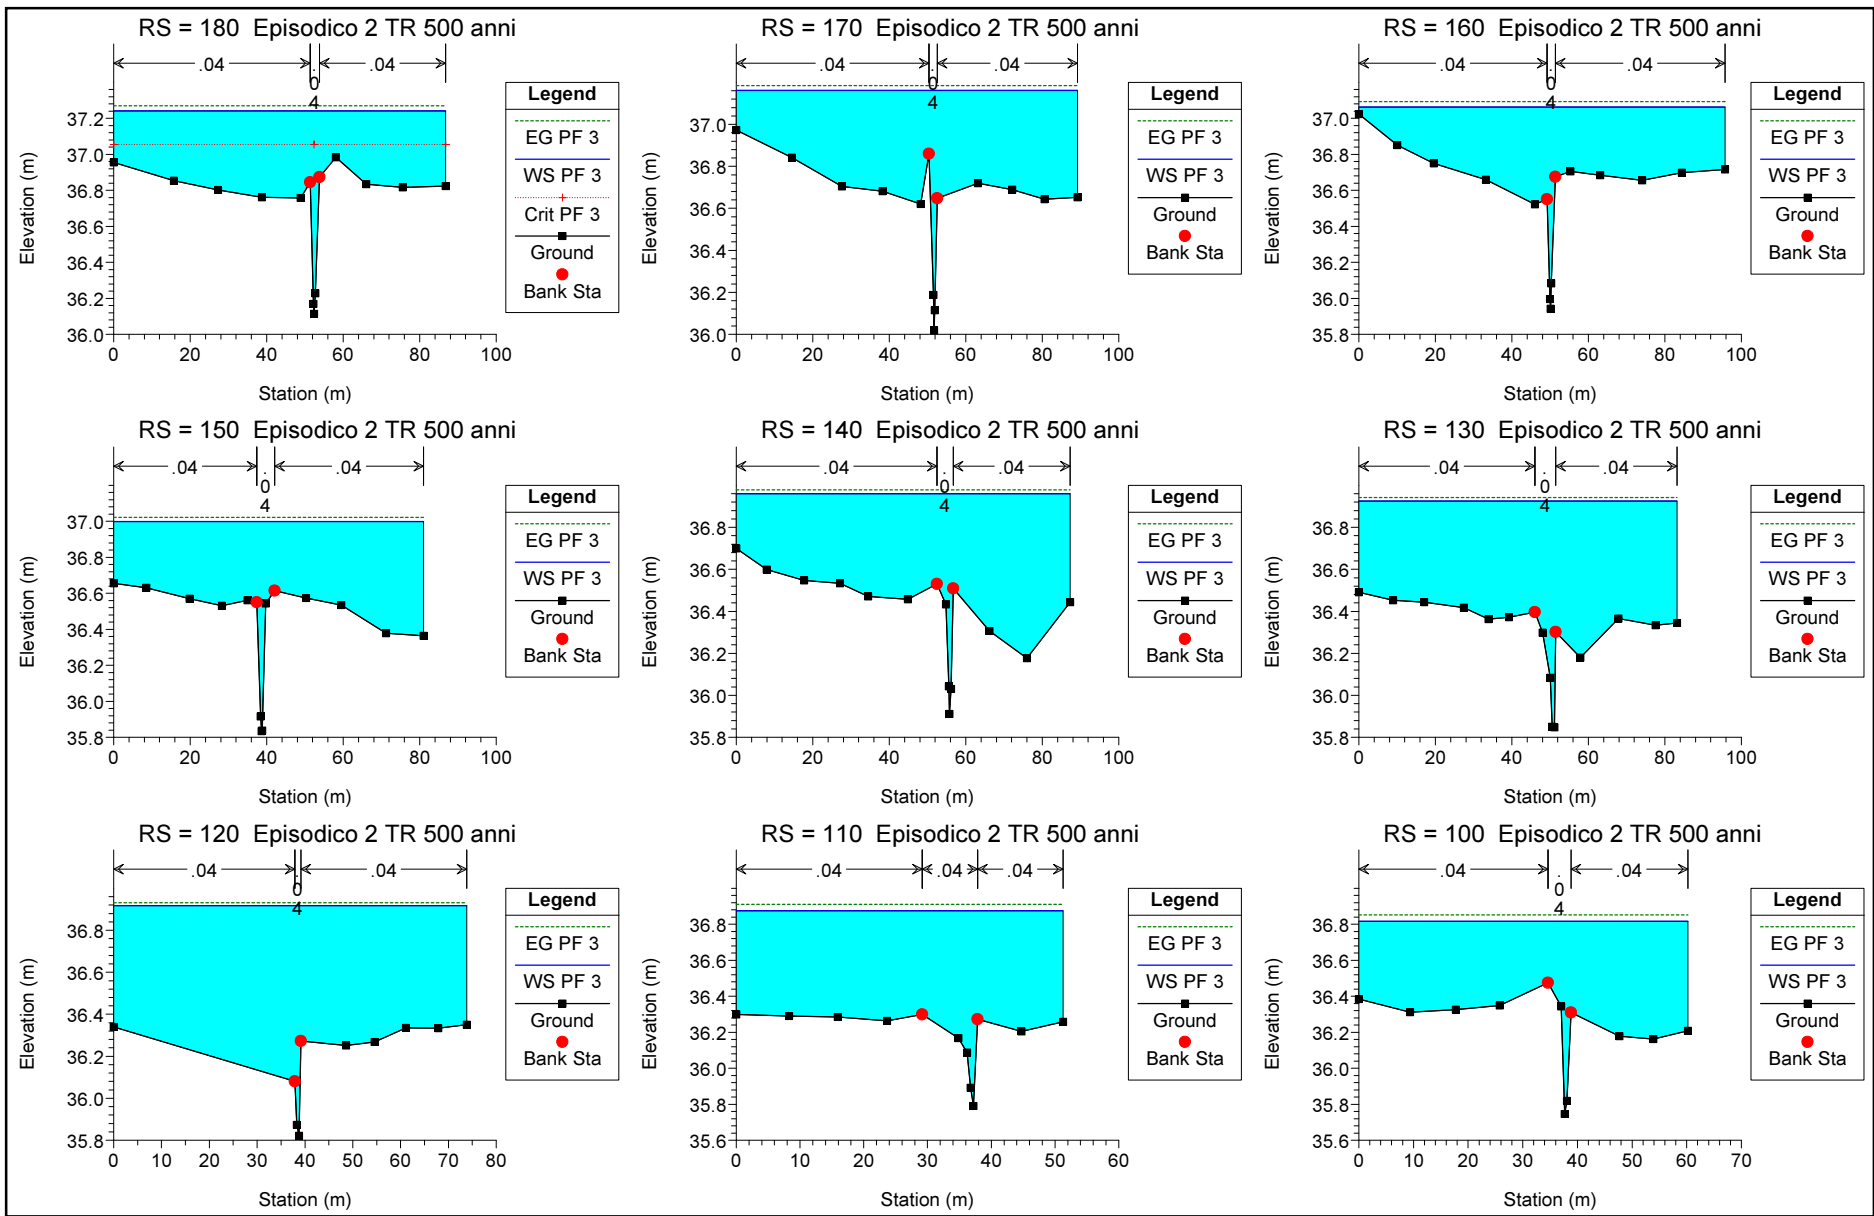 RS = 180 Episodico 2 TR 500 anni
.04
.04
.04
Elevation (m)
37.2
37.0
36.8
36.6
36.4
36.2
36.0
0 20 40 60 80 100
Station (m)
Legend
EG PF 3
WS PF 3
Crit PF 3
Ground
Bank Sta
RS = 170 Episodico 2 TR 500 anni
.04
.04
.04
Elevation (m)
37.0
36.8
36.6
36.4
36.2
36.0
0 20 40 60 80 100
Station (m)
Legend
EG PF 3
WS PF 3
Ground
Bank Sta
RS = 160 Episodico 2 TR 500 anni
.04
.04
.04
Elevation (m)
37.0
36.8
36.6
36.4
36.2
36.0
35.8
0 20 40 60 80 100
Station (m)
Legend
EG PF 3
WS PF 3
Ground
Bank Sta
RS = 150 Episodico 2 TR 500 anni
.04
.04
.04
Elevation (m)
37.0
36.8
36.6
36.4
36.2
36.0
35.8
0 20 40 60 80 100
Station (m)
Legend
EG PF 3
WS PF 3
Ground
Bank Sta
RS = 140 Episodico 2 TR 500 anni
.04
.04
.04
Elevation (m)
36.8
36.6
36.4
36.2
36.0
35.8
0 20 40 60 80 100
Station (m)
Legend
EG PF 3
WS PF 3
Ground
Bank Sta
RS = 130 Episodico 2 TR 500 anni
.04
.04
.04
Elevation (m)
36.8
36.6
36.4
36.2
36.0
35.8
0 20 40 60 80 100
Station (m)
Legend
EG PF 3
WS PF 3
Ground
Bank Sta
RS = 120 Episodico 2 TR 500 anni
.04
.04
.04
Elevation (m)
36.8
36.6
36.4
36.2
36.0
35.8
0 10 20 30 40 50 60 70 80
Station (m)
Legend
EG PF 3
WS PF 3
Ground
Bank Sta
RS = 110 Episodico 2 TR 500 anni
.04
.04
.04
Elevation (m)
36.8
36.6
36.4
36.2
36.0
35.8
35.6
0 10 20 30 40 50 60
Station (m)
Legend
EG PF 3
WS PF 3
Ground
Bank Sta
RS = 100 Episodico 2 TR 500 anni
.04
.04
.04
Elevation (m)
36.8
36.6
36.4
36.2
36.0
35.8
35.6
0 10 20 30 40 50 60 70
Station (m)
Legend
EG PF 3
WS PF 3
Ground
Bank Sta